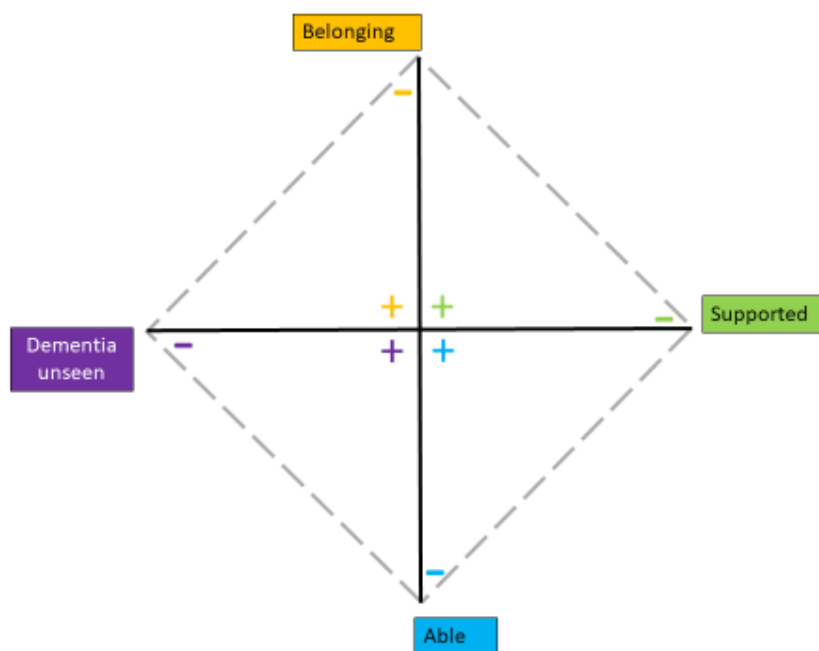 Belonging
-
+ +
-
Supported
Dementia
unseen
-
+ +
-
Able